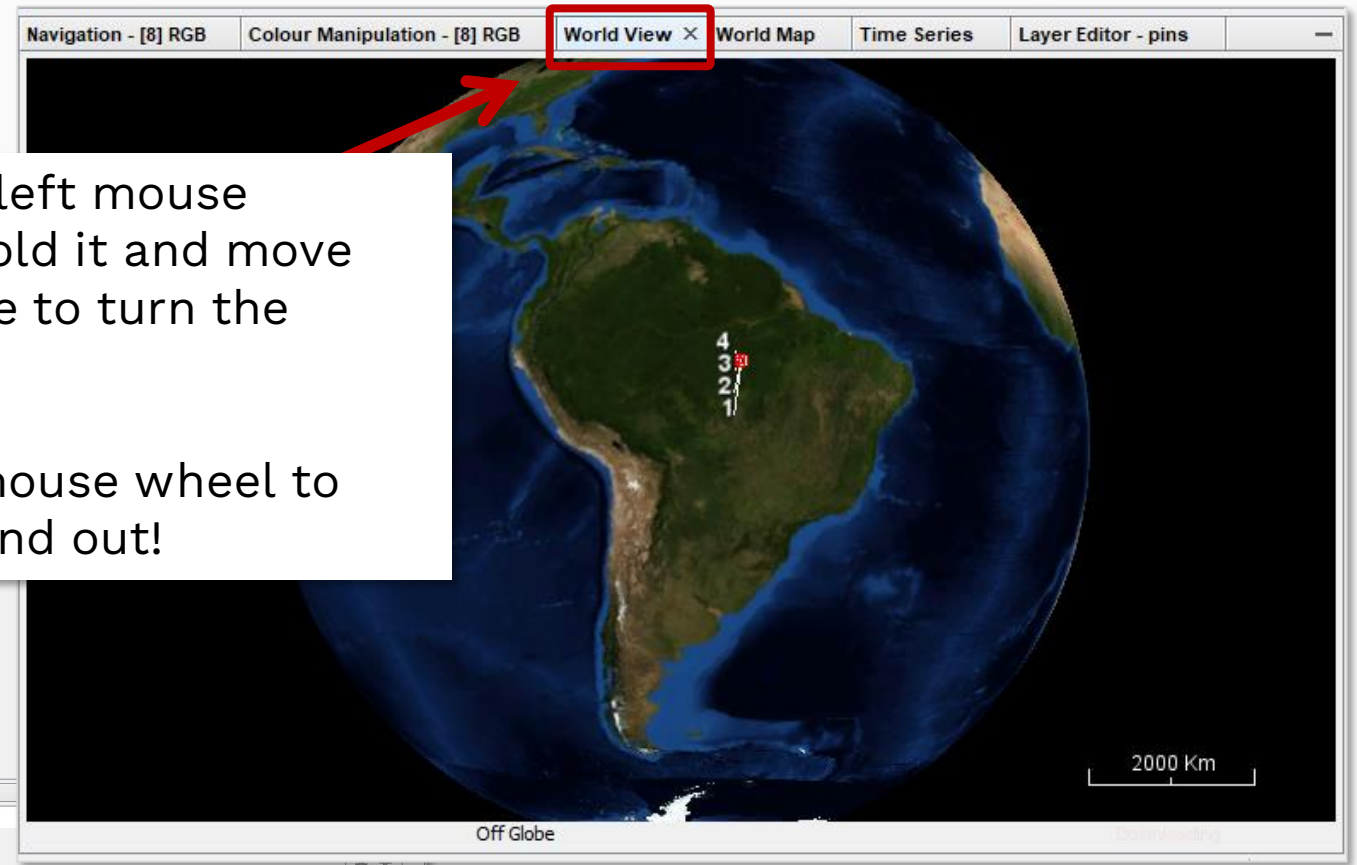 Navigation - [8] RGB Colour Manipulation - [8] RGB World View × World Map Time Series Layer Editor - pins
left mouse
old it and move
e to turn the
nouse wheel to
nd out!
4
3
2
1
2000 Km
Off Globe
Downloading